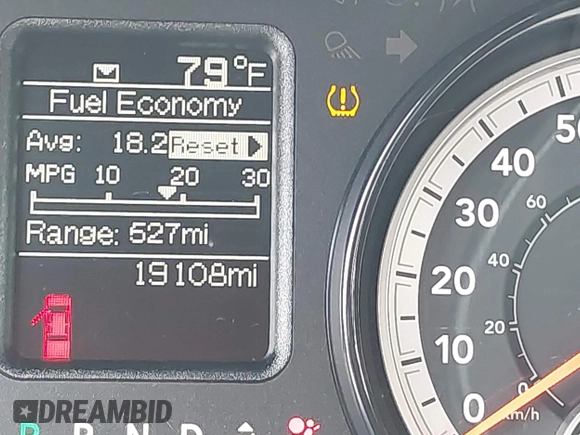 79°F
Fuel Economy
Avg: 18.2 Reset
MPG 10 20 30
Range: 527mi
19108mi
50
40
30
20
10
0
60
40
20
0
km/h
P R N D
DREAMBID